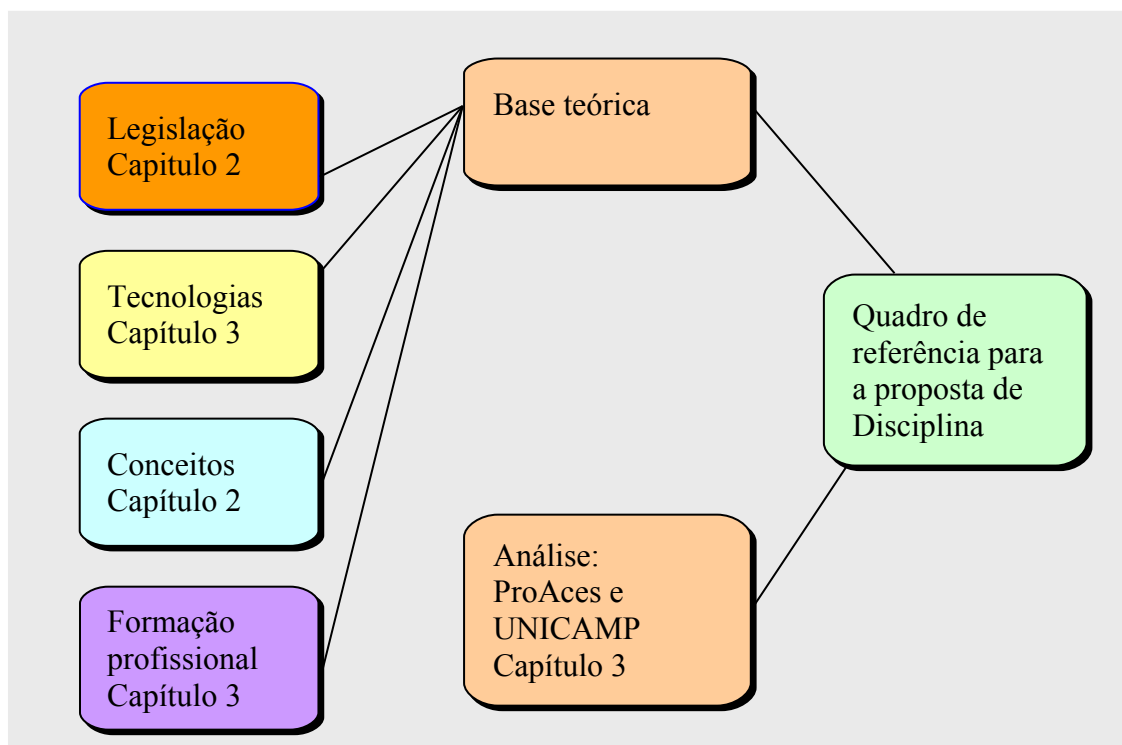 Legislação
Capitulo 2
Tecnologias
Capítulo 3
Conceitos
Capítulo 2
Formação
profissional
Capítulo 3
Base teórica
Análise:
ProAces e
UNICAMP
Capítulo 3
Quadro de
referência para
a proposta de
Disciplina